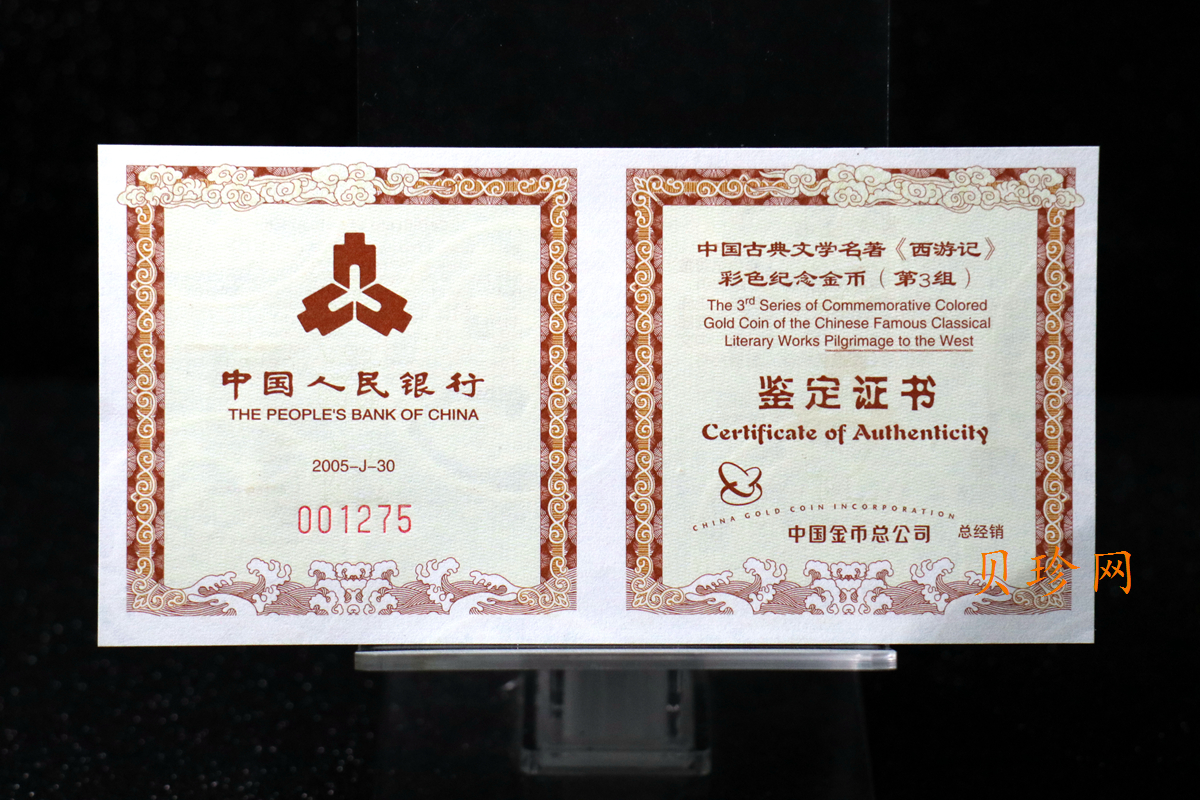 中国人民银行
THE PEOPLE'S BANK OF CHINA
2005-J-30
001275
中国古典文学名著《西游记》
彩色纪念金币（第3组）
The 3rd Series of Commemorative Colored
Gold Coin of the Chinese Famous Classical
Literary Works Pilgrimage to the West
鉴定证书
Certificate of Authenticity
CHINA GOLD COIN INCORPORATION
中国金币总公司 总经销
贝珍网